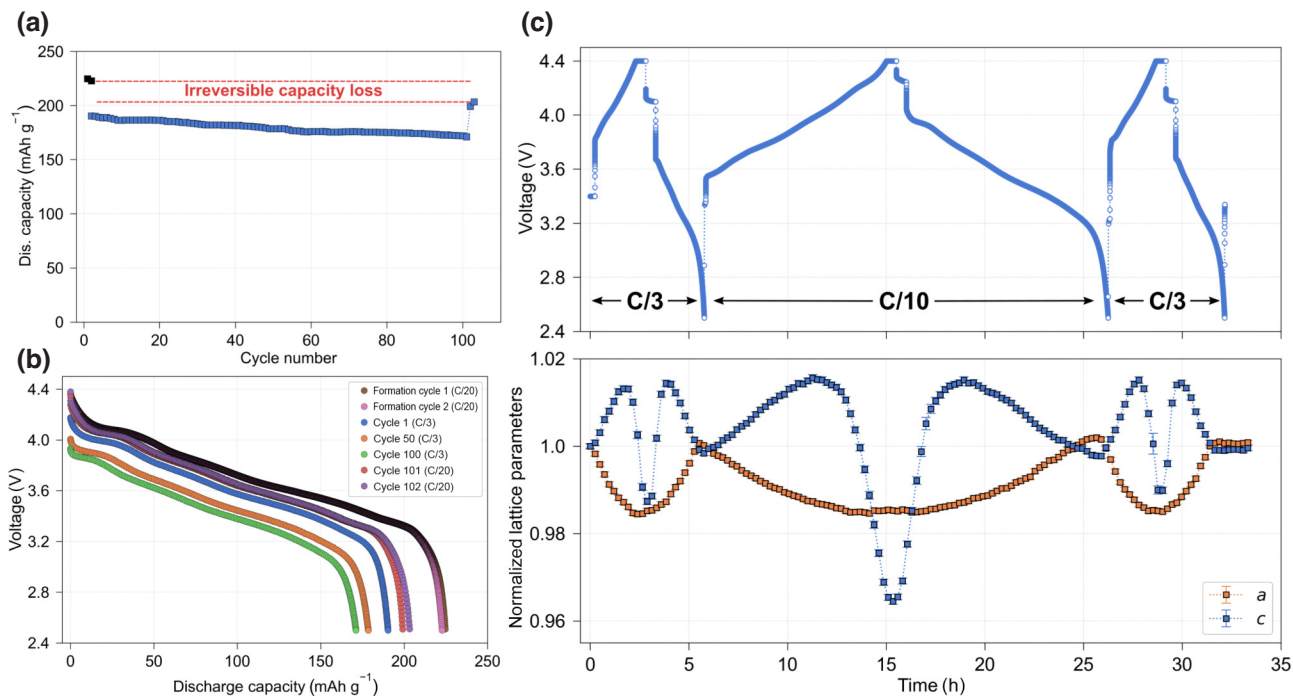 (a)
250
200
150
100
50
0
Dis. capacity (mAh g⁻¹)
Irreversible capacity loss
0 20 40 60 80 100
Cycle number
(b)
4.4
4.0
3.6
3.2
2.8
2.4
Voltage (V)
Formation cycle 1 (C/20)
Formation cycle 2 (C/20)
Cycle 1 (C/3)
Cycle 50 (C/3)
Cycle 100 (C/3)
Cycle 101 (C/20)
Cycle 102 (C/20)
0 50 100 150 200 250
Discharge capacity (mAh g⁻¹)
(c)
4.4
4.0
3.6
3.2
2.8
2.4
Voltage (V)
C/3 C/10 C/3
1.02
1.0
0.98
0.96
Normalized lattice parameters
a
c
0 5 10 15 20 25 30 35
Time (h)